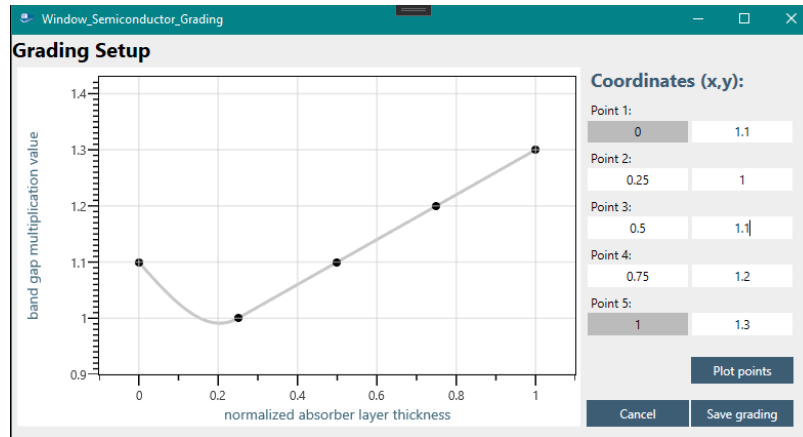 Window_Semiconductor_Grading
Grading Setup
band gap multiplication value
1.4
1.3
1.2
1.1
1
0.9
0
0.2
0.4
0.6
0.8
1
normalized absorber layer thickness
Coordinates (x,y):
Point 1:
0 1.1
Point 2:
0.25 1
Point 3:
0.5 1.1
Point 4:
0.75 1.2
Point 5:
1 1.3
Plot points
Cancel Save grading